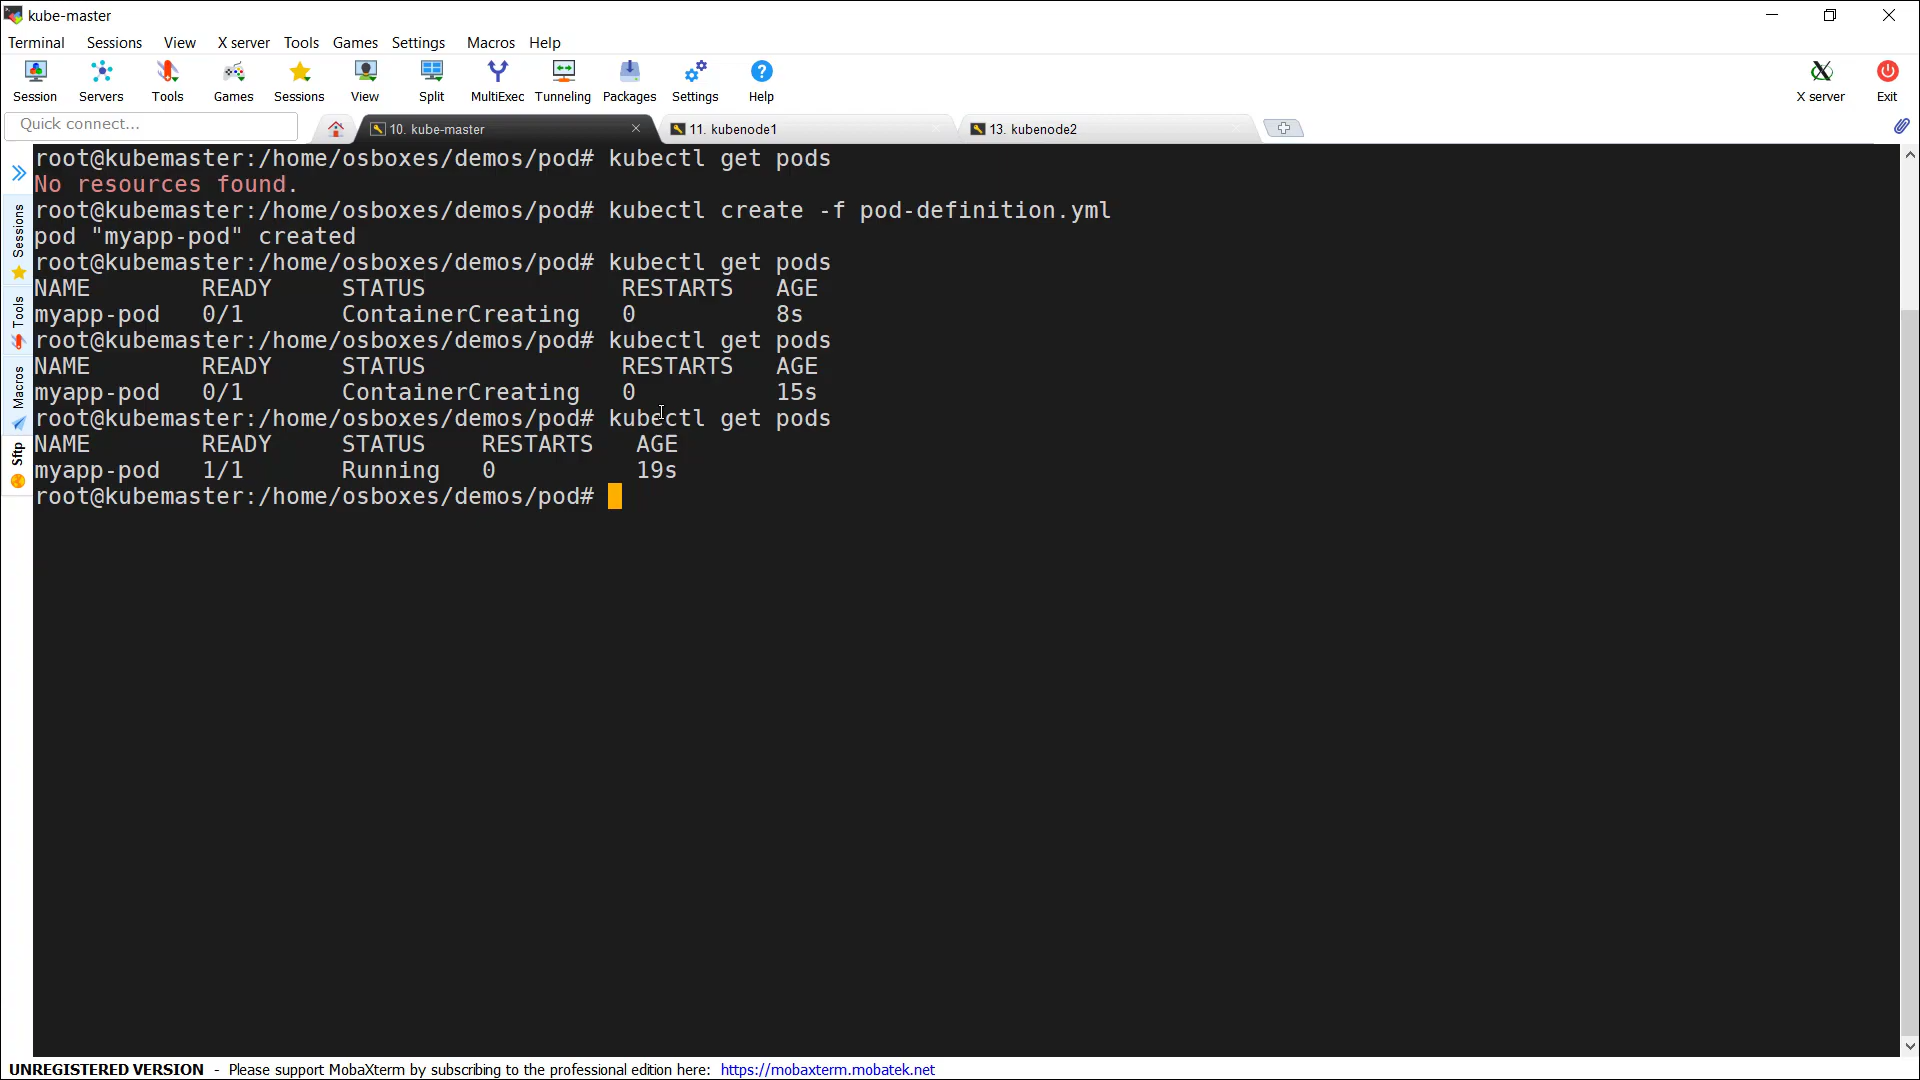 kube-master
Terminal Sessions View X server Tools Games Settings Macros Help
Session Servers Tools Games Sessions View Split MultiExec Tunneling Packages Settings Help X server Exit
Quick connect...
10. kube-master
11. kubenode1
13. kubenode2
Sessions
Tools
Macros
Sftp
root@kubemaster:/home/osboxes/demos/pod# kubectl get pods
No resources found.
root@kubemaster:/home/osboxes/demos/pod# kubectl create -f pod-definition.yml
pod "myapp-pod" created
root@kubemaster:/home/osboxes/demos/pod# kubectl get pods
NAME READY STATUS RESTARTS AGE
myapp-pod 0/1 ContainerCreating 0 8s
root@kubemaster:/home/osboxes/demos/pod# kubectl get pods
NAME READY STATUS RESTARTS AGE
myapp-pod 0/1 ContainerCreating 0 15s
root@kubemaster:/home/osboxes/demos/pod# kubectl get pods
NAME READY STATUS RESTARTS AGE
myapp-pod 1/1 Running 0 19s
root@kubemaster:/home/osboxes/demos/pod#
UNREGISTERED VERSION - Please support MobaXterm by subscribing to the professional edition here: https://mobaxterm.mobatek.net